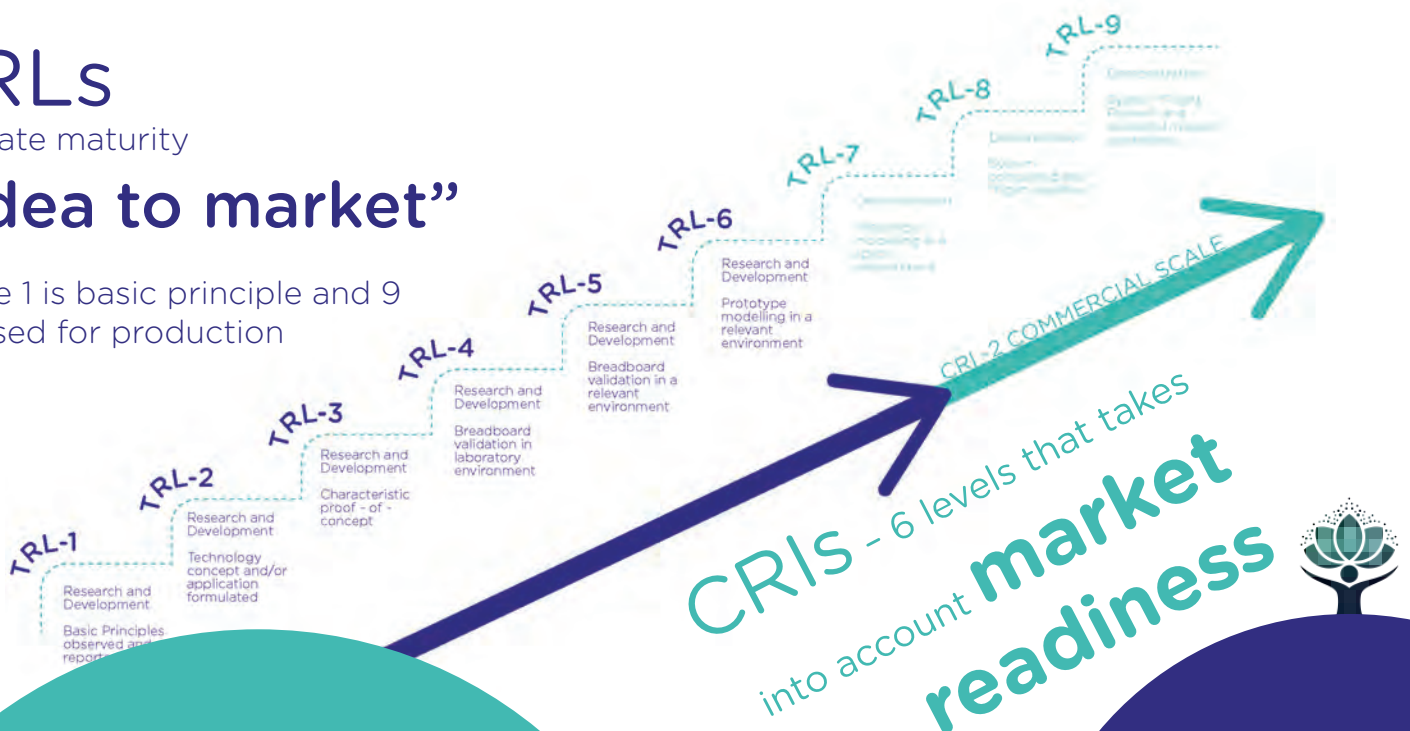 RLs
ate maturity
dea to market”
e 1 is basic principle and 9
sed for production
TRL-1
Research and
Development
Basic Principles
observed and
TRL-2
Research and
Development
Technology
concept and/or
application
formulated
TRL-3
Research and
Development
Characteristic
proof - of -
concept
TRL-4
Research and
Development
Breadboard
validation in
laboratory
environment
TRL-5
Research and
Development
Breadboard
validation in a
relevant
environment
TRL-6
Research and
Development
Prototype
modelling in a
relevant
environment
TRL-7
TRL-8
TRL-9
CRI-2 COMMERCIAL SCALE
CRIs - 6 levels that takes
into account market
readiness